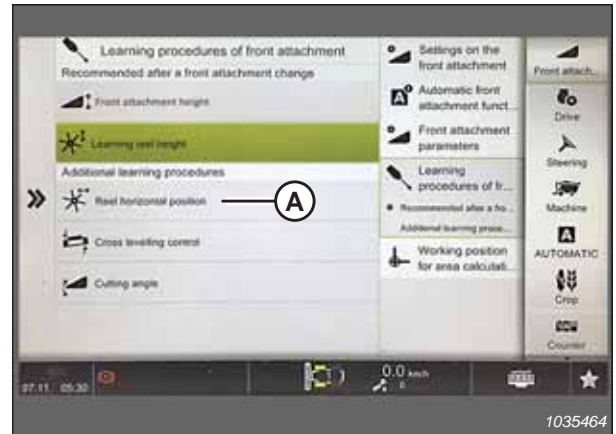 Learning procedures of front attachment
Recommended after a front attachment change
Front attachment height
Learning reel height
Additional learning procedures
Reel horizontal position
A
Cross levelling control
Cutting angle
Settings on the
front attachment
Automatic front
attachment funct...
Front attachment
parameters
Learning
procedures of fr...
Recommended after a fro...
Additional learning proce...
Working position
for area calculati...
Front attach...
Drive
Steering
Machine
A
AUTOMATIC
Crop
Counter
07.11. 05:30
0.0 km/h
0
1035464